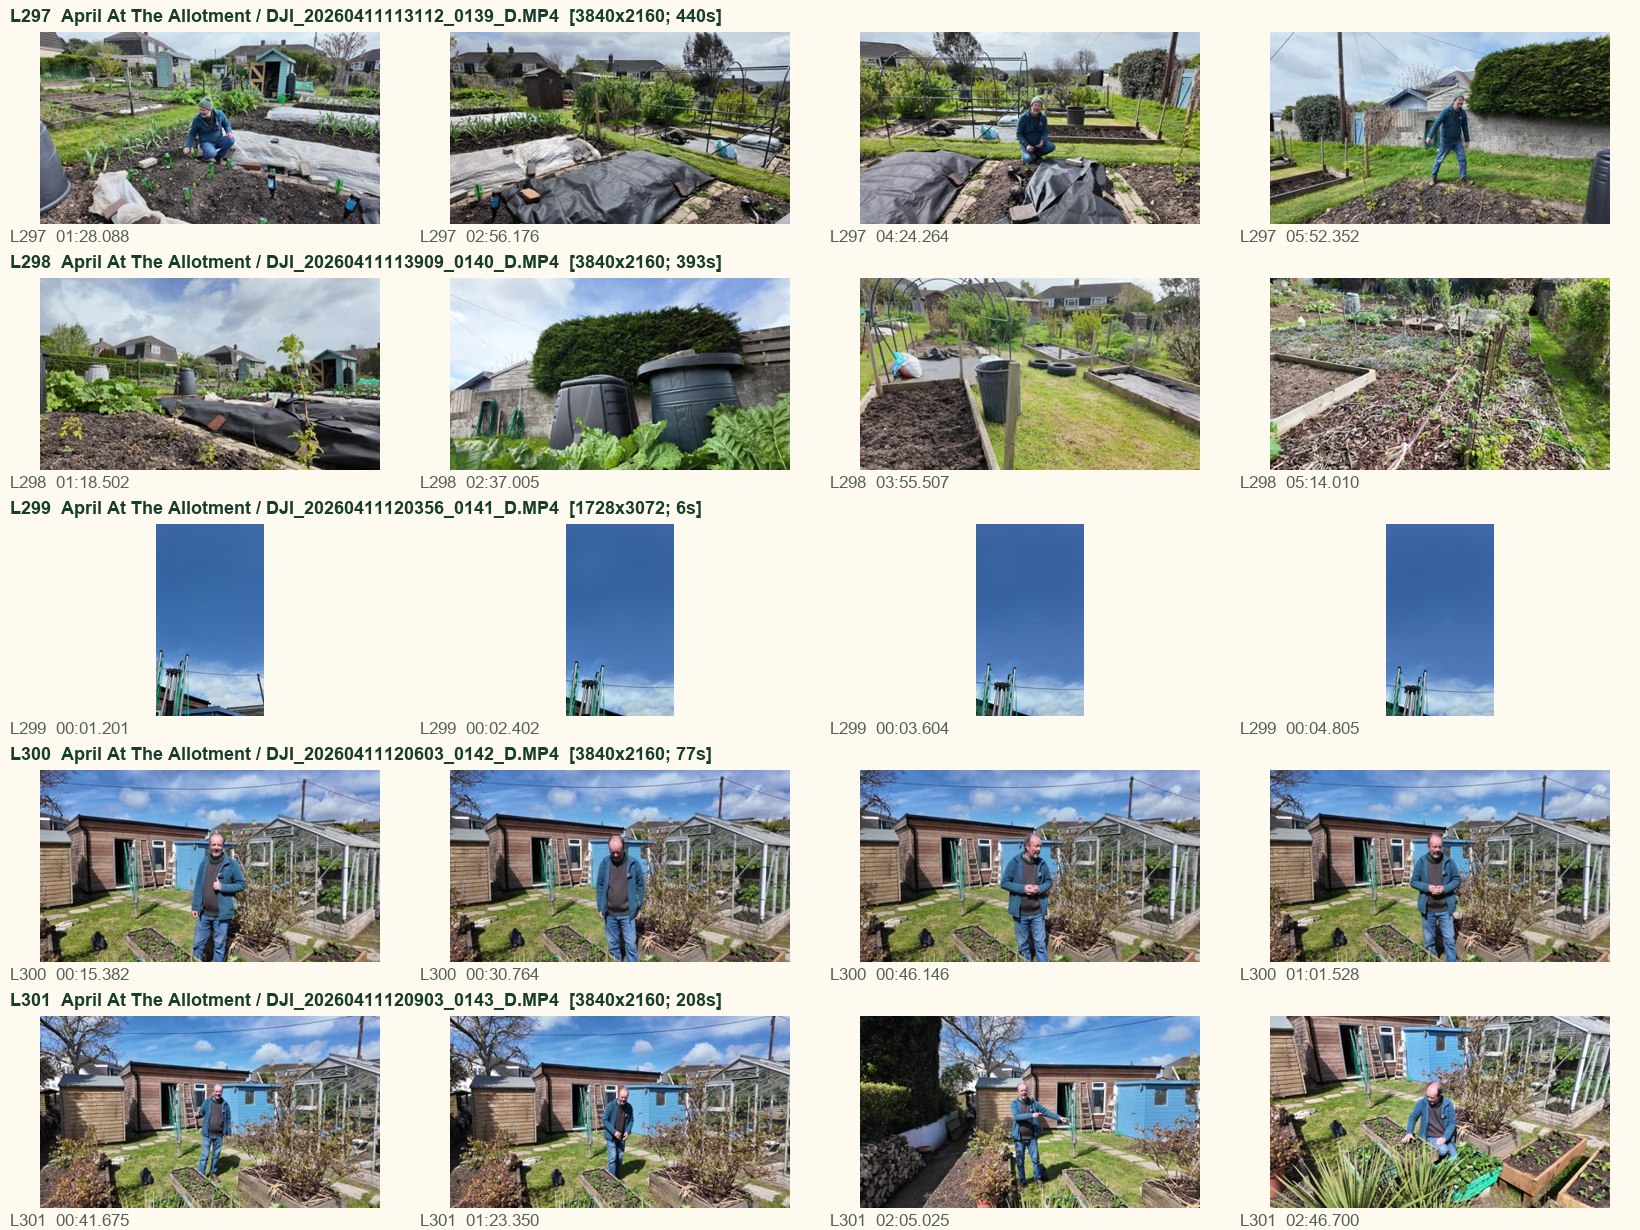 L297 April At The Allotment / DJI_20260411113112_0139_D.MP4 [3840x2160; 440s]
L297 01:28.088
L297 02:56.176
L297 04:24.264
L297 05:52.352
L298 April At The Allotment / DJI_20260411113909_0140_D.MP4 [3840x2160; 393s]
L298 01:18.502
L298 02:37.005
L298 03:55.507
L298 05:14.010
L299 April At The Allotment / DJI_20260411120356_0141_D.MP4 [1728x3072; 6s]
L299 00:01.201
L299 00:02.402
L299 00:03.604
L299 00:04.805
L300 April At The Allotment / DJI_20260411120603_0142_D.MP4 [3840x2160; 77s]
L300 00:15.382
L300 00:30.764
L300 00:46.146
L300 01:01.528
L301 April At The Allotment / DJI_20260411120903_0143_D.MP4 [3840x2160; 208s]
L301 00:41.675
L301 01:23.350
L301 02:05.025
L301 02:46.700